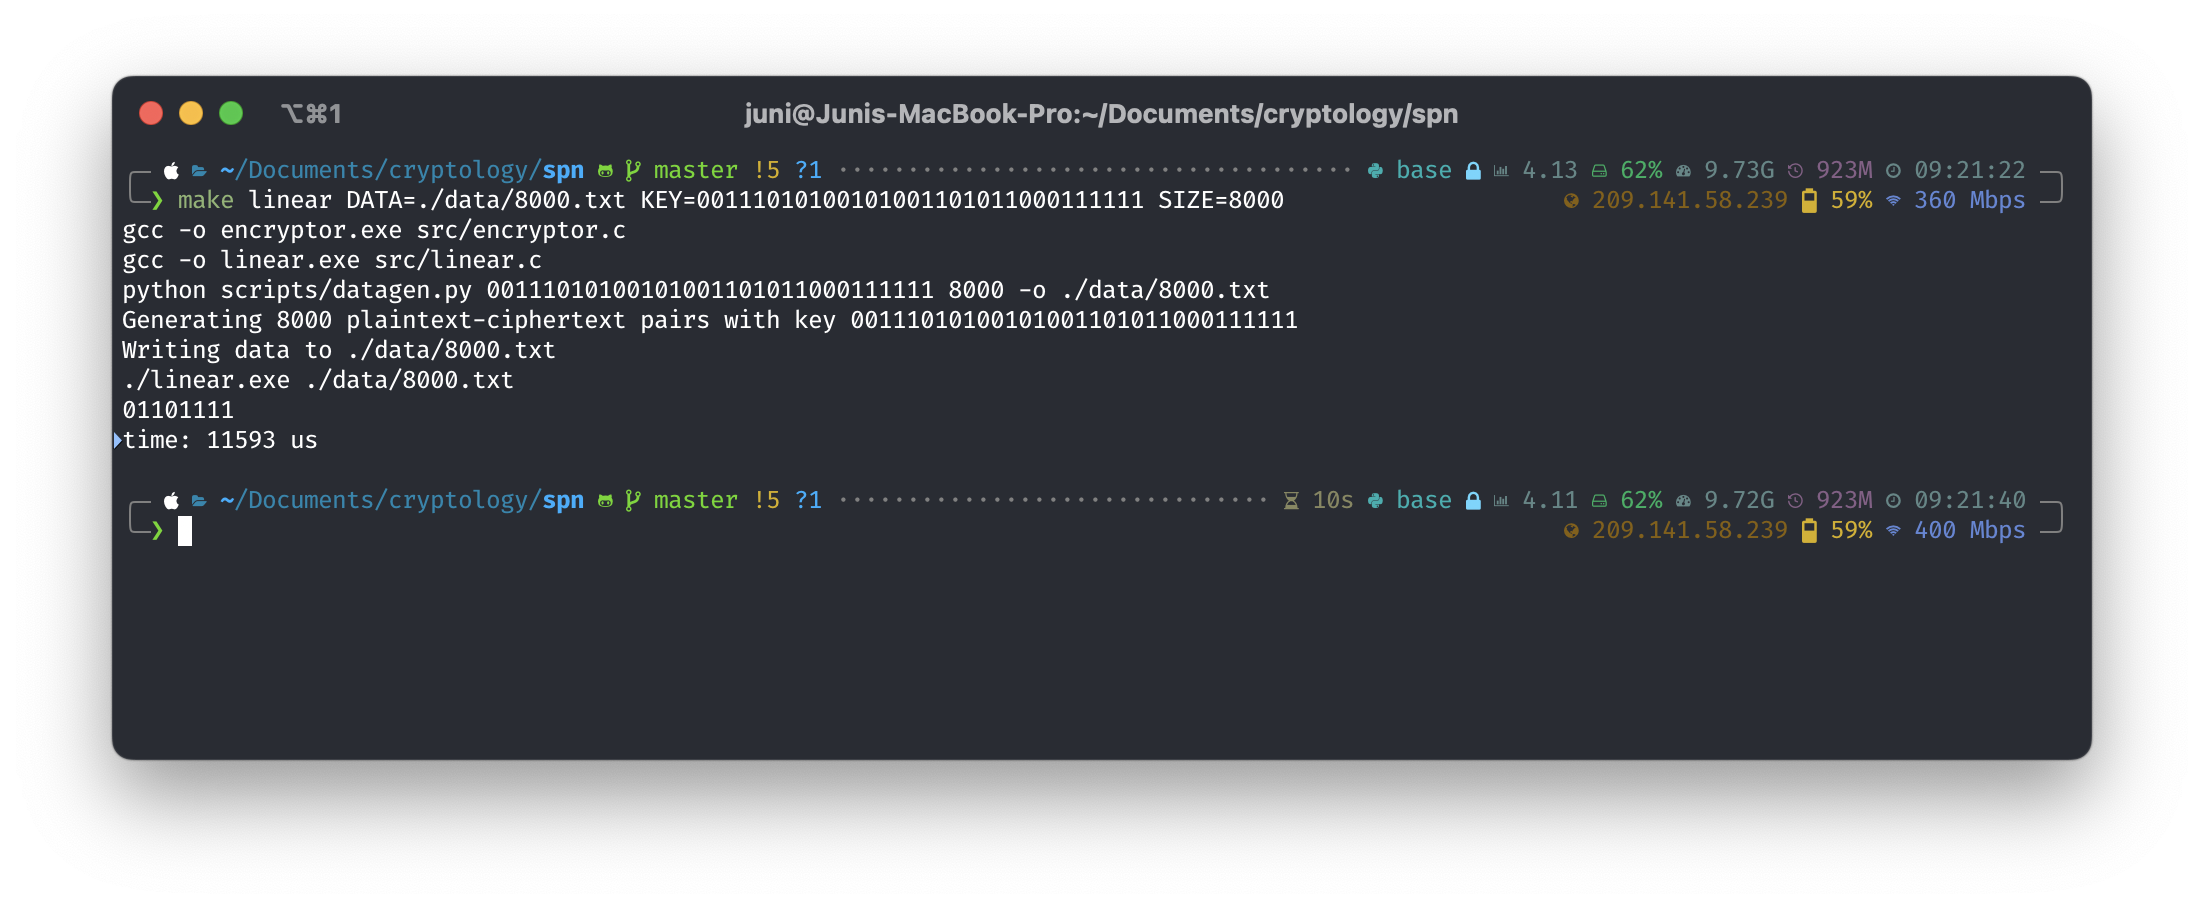 ⌥⌘1 juni@Junis-MacBook-Pro:~/Documents/cryptology/spn
~/Documents/cryptology/spn master !5 ?1 base 4.13 62% 9.73G 923M 09:21:22
❯ make linear DATA=./data/8000.txt KEY=00111010100101001101011000111111 SIZE=8000 209.141.58.239 59% 360 Mbps
gcc -o encryptor.exe src/encryptor.c
gcc -o linear.exe src/linear.c
python scripts/datagen.py 00111010100101001101011000111111 8000 -o ./data/8000.txt
Generating 8000 plaintext-ciphertext pairs with key 00111010100101001101011000111111
Writing data to ./data/8000.txt
./linear.exe ./data/8000.txt
01101111
time: 11593 us
~/Documents/cryptology/spn master !5 ?1 10s base 4.11 62% 9.72G 923M 09:21:40
❯ 209.141.58.239 59% 400 Mbps